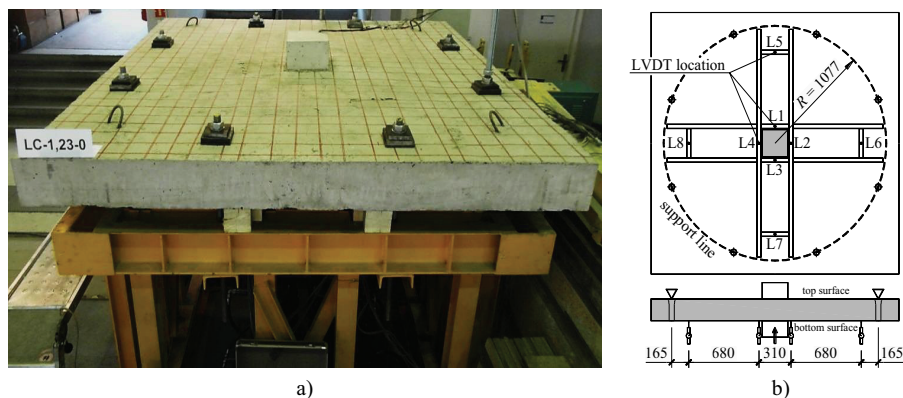 LC-1,23-0
a)
L5
LVDT location
R = 1077
L1
L8 L4 L2 L6
L3
support line
L7
top surface
bottom surface
165 680 310 680 165
b)